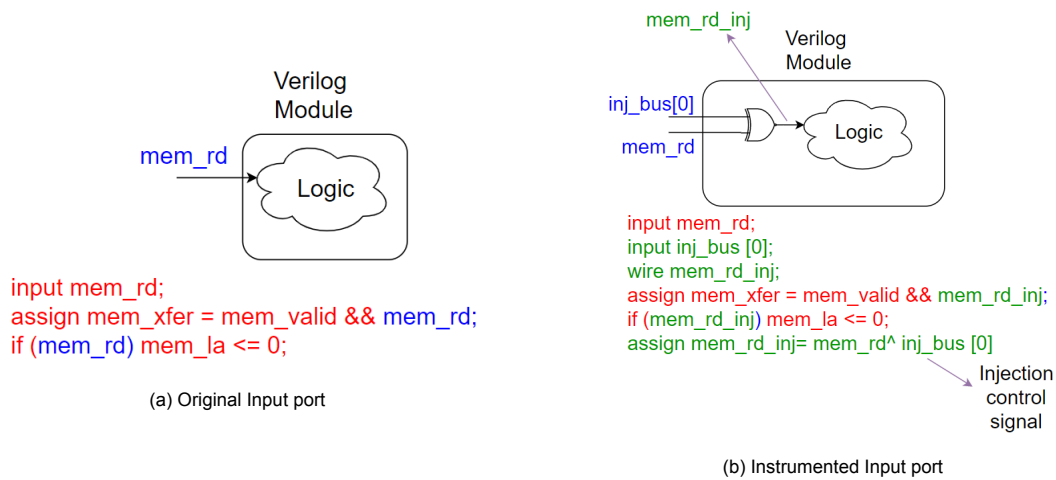 Verilog
Module
mem_rd
Logic
input mem_rd;
assign mem_xfer = mem_valid && mem_rd;
if (mem_rd) mem_la <= 0;
(a) Original Input port
mem_rd_inj
Verilog
Module
inj_bus[0]
mem_rd
Logic
input mem_rd;
input inj_bus [0];
wire mem_rd_inj;
assign mem_xfer = mem_valid && mem_rd_inj;
if (mem_rd_inj) mem_la <= 0;
assign mem_rd_inj= mem_rd^ inj_bus [0]
Injection
control
signal
(b) Instrumented Input port